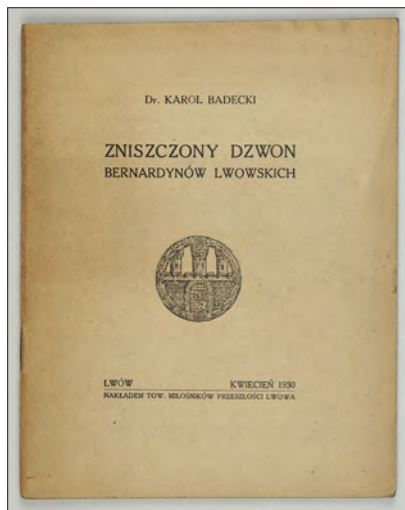 Dr. KAROL BADECKI
ZNISZCZONY DZWON
BERNARDYNÓW LWOWSKICH
LWÓW KWIECIEŃ 1930
NAKŁADEM TOW. MIŁOŚNIKÓW PRZESZŁOŚCI LWOWA